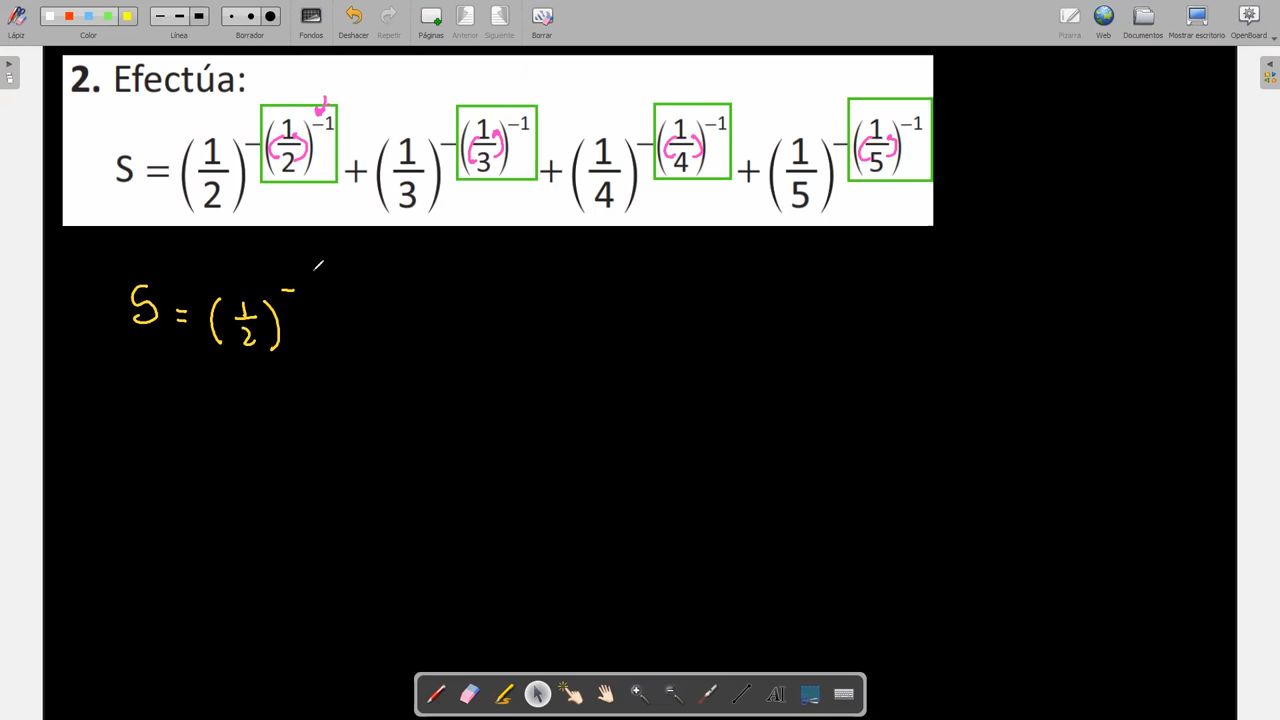 Lápiz Color Línea Borrador Fondos Deshacer Repetir Páginas Anterior Siguiente Borrar Pizarra Web Documentos Mostrar escritorio OpenBoard
2. Efectúa:
S = (1/2)^−(1/2)^−1 + (1/3)^−(1/3)^−1 + (1/4)^−(1/4)^−1 + (1/5)^−(1/5)^−1
S = (1/2)^-
AI